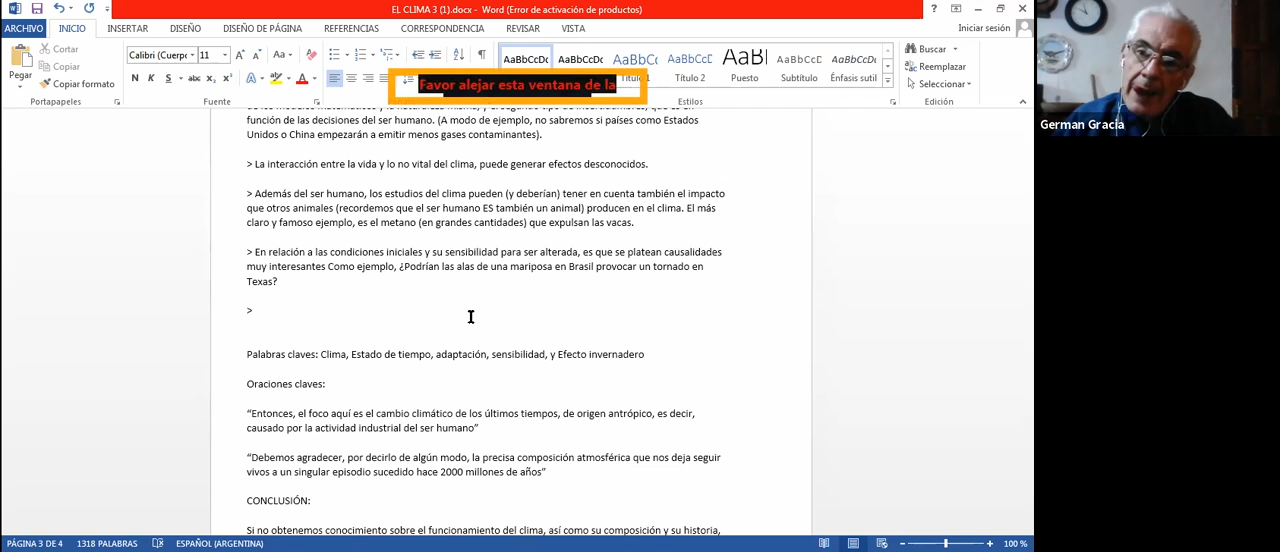 EL CLIMA 3 (1).docx - Word (Error de activación de productos)
ARCHIVO INICIO INSERTAR DISEÑO DISEÑO DE PÁGINA REFERENCIAS CORRESPONDENCIA REVISAR VISTA Iniciar sesión
Pegar
Cortar
Copiar
Portapapeles
Calibri (Cuerpo 11
Fuente
Favor alejar esta ventana de la
AaBbCcDc AaBbCcDc AaBbCc AaBbCcC AaBl AaBbCcD AaBbCcDc
Título 1 Título 2 Puesto Subtítulo Énfasis sutil
Estilos
Buscar
Reemplazar
Seleccionar
Edición
German Gracia
función de las decisiones del ser humano. (A modo de ejemplo, no sabremos si países como Estados
Unidos o China empezarán a emitir menos gases contaminantes).
> La interacción entre la vida y lo no vital del clima, puede generar efectos desconocidos.
> Además del ser humano, los estudios del clima pueden (y deberían) tener en cuenta también el impacto
que otros animales (recordemos que el ser humano ES también un animal) producen en el clima. El más
claro y famoso ejemplo, es el metano (en grandes cantidades) que expulsan las vacas.
> En relación a las condiciones iniciales y su sensibilidad para ser alterada, es que se platean causalidades
muy interesantes Como ejemplo, ¿Podrían las alas de una mariposa en Brasil provocar un tornado en
Texas?
>
Palabras claves: Clima, Estado de tiempo, adaptación, sensibilidad, y Efecto invernadero
Oraciones claves:
“Entonces, el foco aquí es el cambio climático de los últimos tiempos, de origen antrópico, es decir,
causado por la actividad industrial del ser humano”
“Debemos agradecer, por decirlo de algún modo, la precisa composición atmosférica que nos deja seguir
vivos a un singular episodio sucedido hace 2000 millones de años”
CONCLUSIÓN:
Si no obtenemos conocimiento sobre el funcionamiento del clima, así como su composición y su historia,
PÁGINA 3 DE 4 1318 PALABRAS ESPAÑOL (ARGENTINA) 100 %